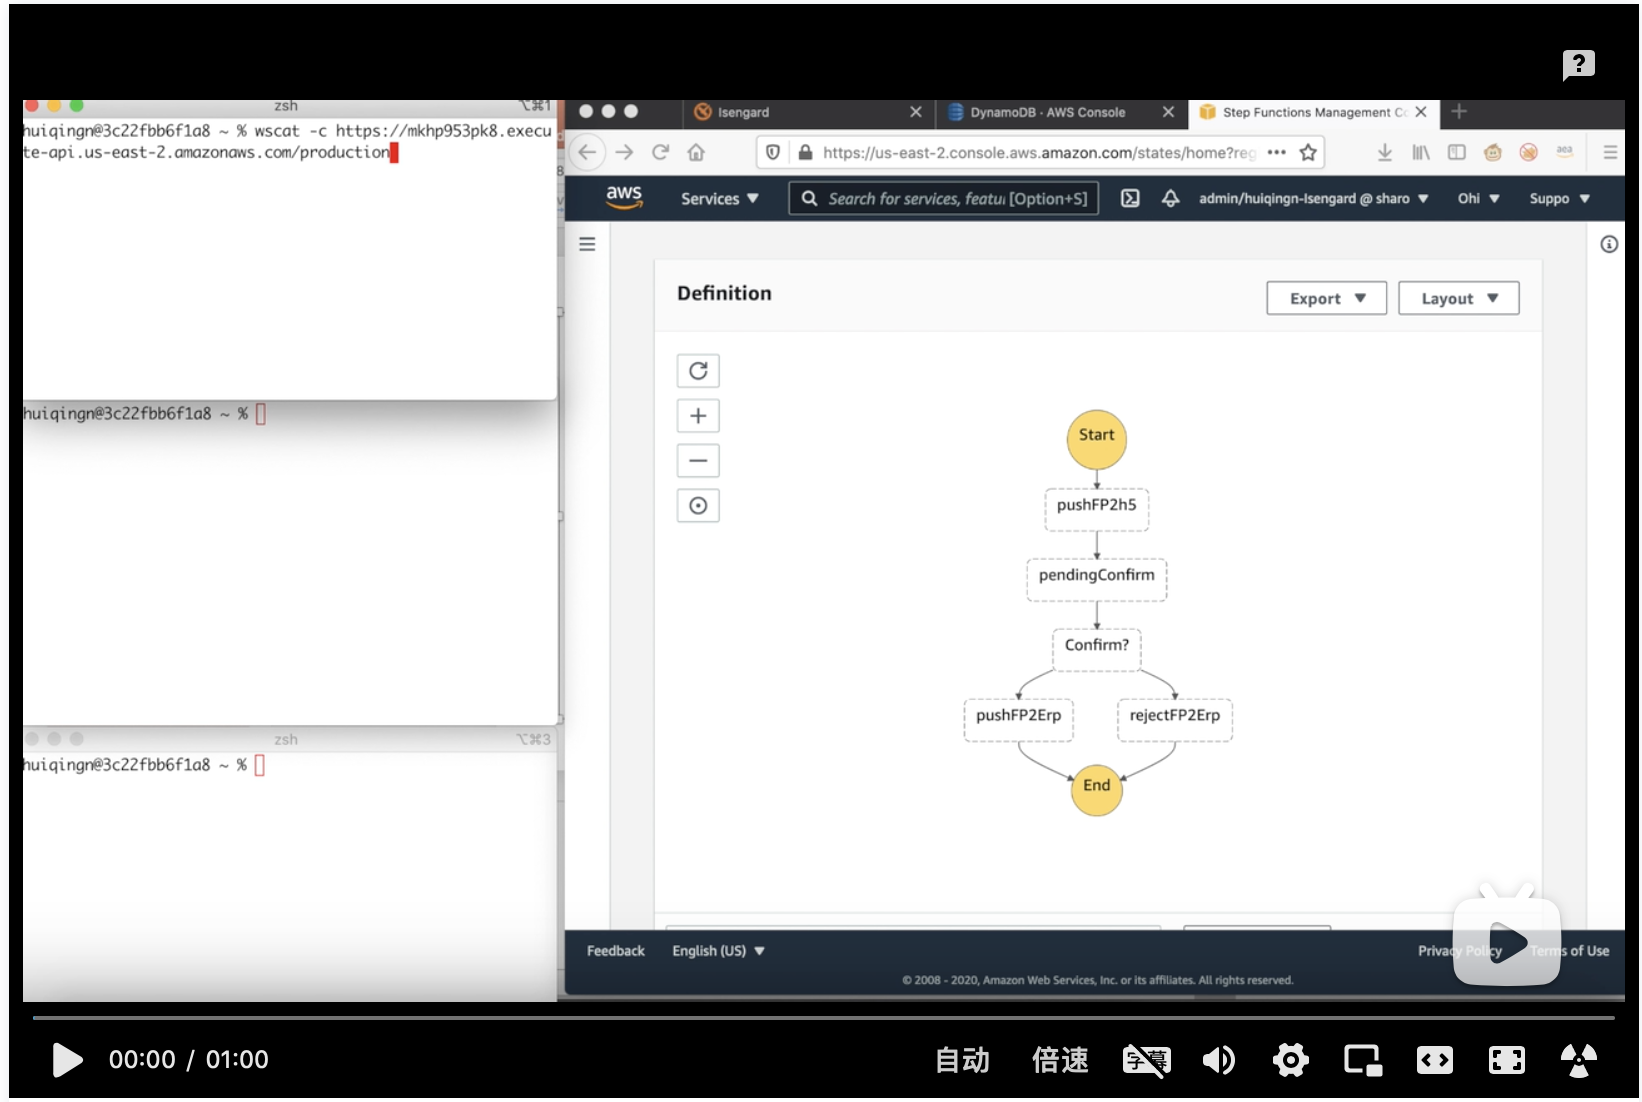 ?
zsh
⌥⌘1
huiqingn@3c22fbb6f1a8 ~ % wscat -c https://mkhp953pk8.execu
te-api.us-east-2.amazonaws.com/production
huiqingn@3c22fbb6f1a8 ~ %
zsh
⌥⌘3
huiqingn@3c22fbb6f1a8 ~ %
Isengard
DynamoDB · AWS Console
Step Functions Management Co
https://us-east-2.console.aws.amazon.com/states/home?reg
aea
aws
Services
Search for services, featu [Option+S]
admin/huiqingn-Isengard @ sharo
Ohi
Suppo
Definition
Export
Layout
Start
pushFP2h5
pendingConfirm
Confirm?
pushFP2Erp
rejectFP2Erp
End
Feedback
English (US)
Privacy Policy
Terms of Use
© 2008 - 2020, Amazon Web Services, Inc. or its affiliates. All rights reserved.
00:00 / 01:00
自动
倍速
字幕